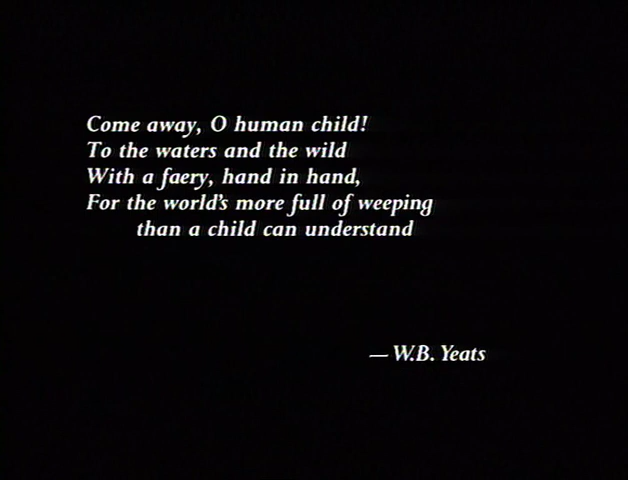 Come away, O human child!
To the waters and the wild
With a faery, hand in hand,
For the world's more full of weeping
than a child can understand
— W.B. Yeats